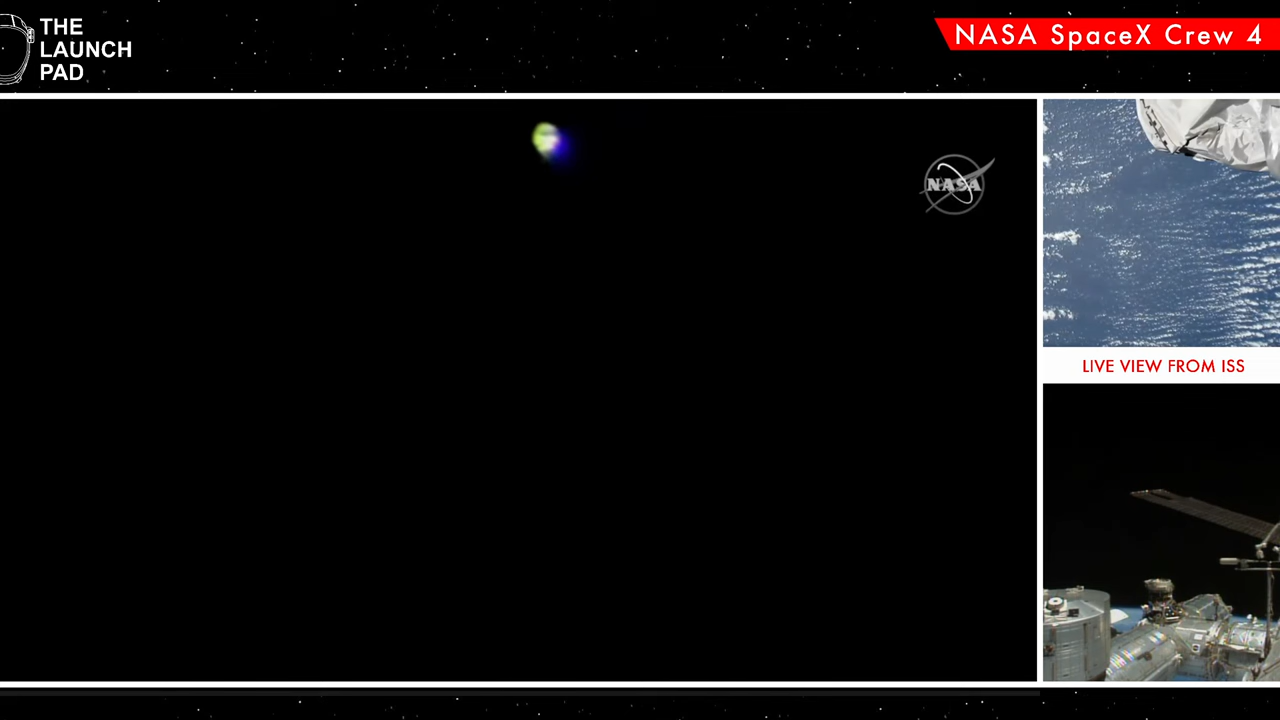 THE
LAUNCH
PAD
NASA SpaceX Crew 4
NASA
LIVE VIEW FROM ISS